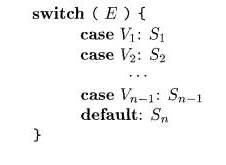 switch ( E ) {
case V₁: S₁
case V₂: S₂
...
case Vₙ₋₁: Sₙ₋₁
default: Sₙ
}